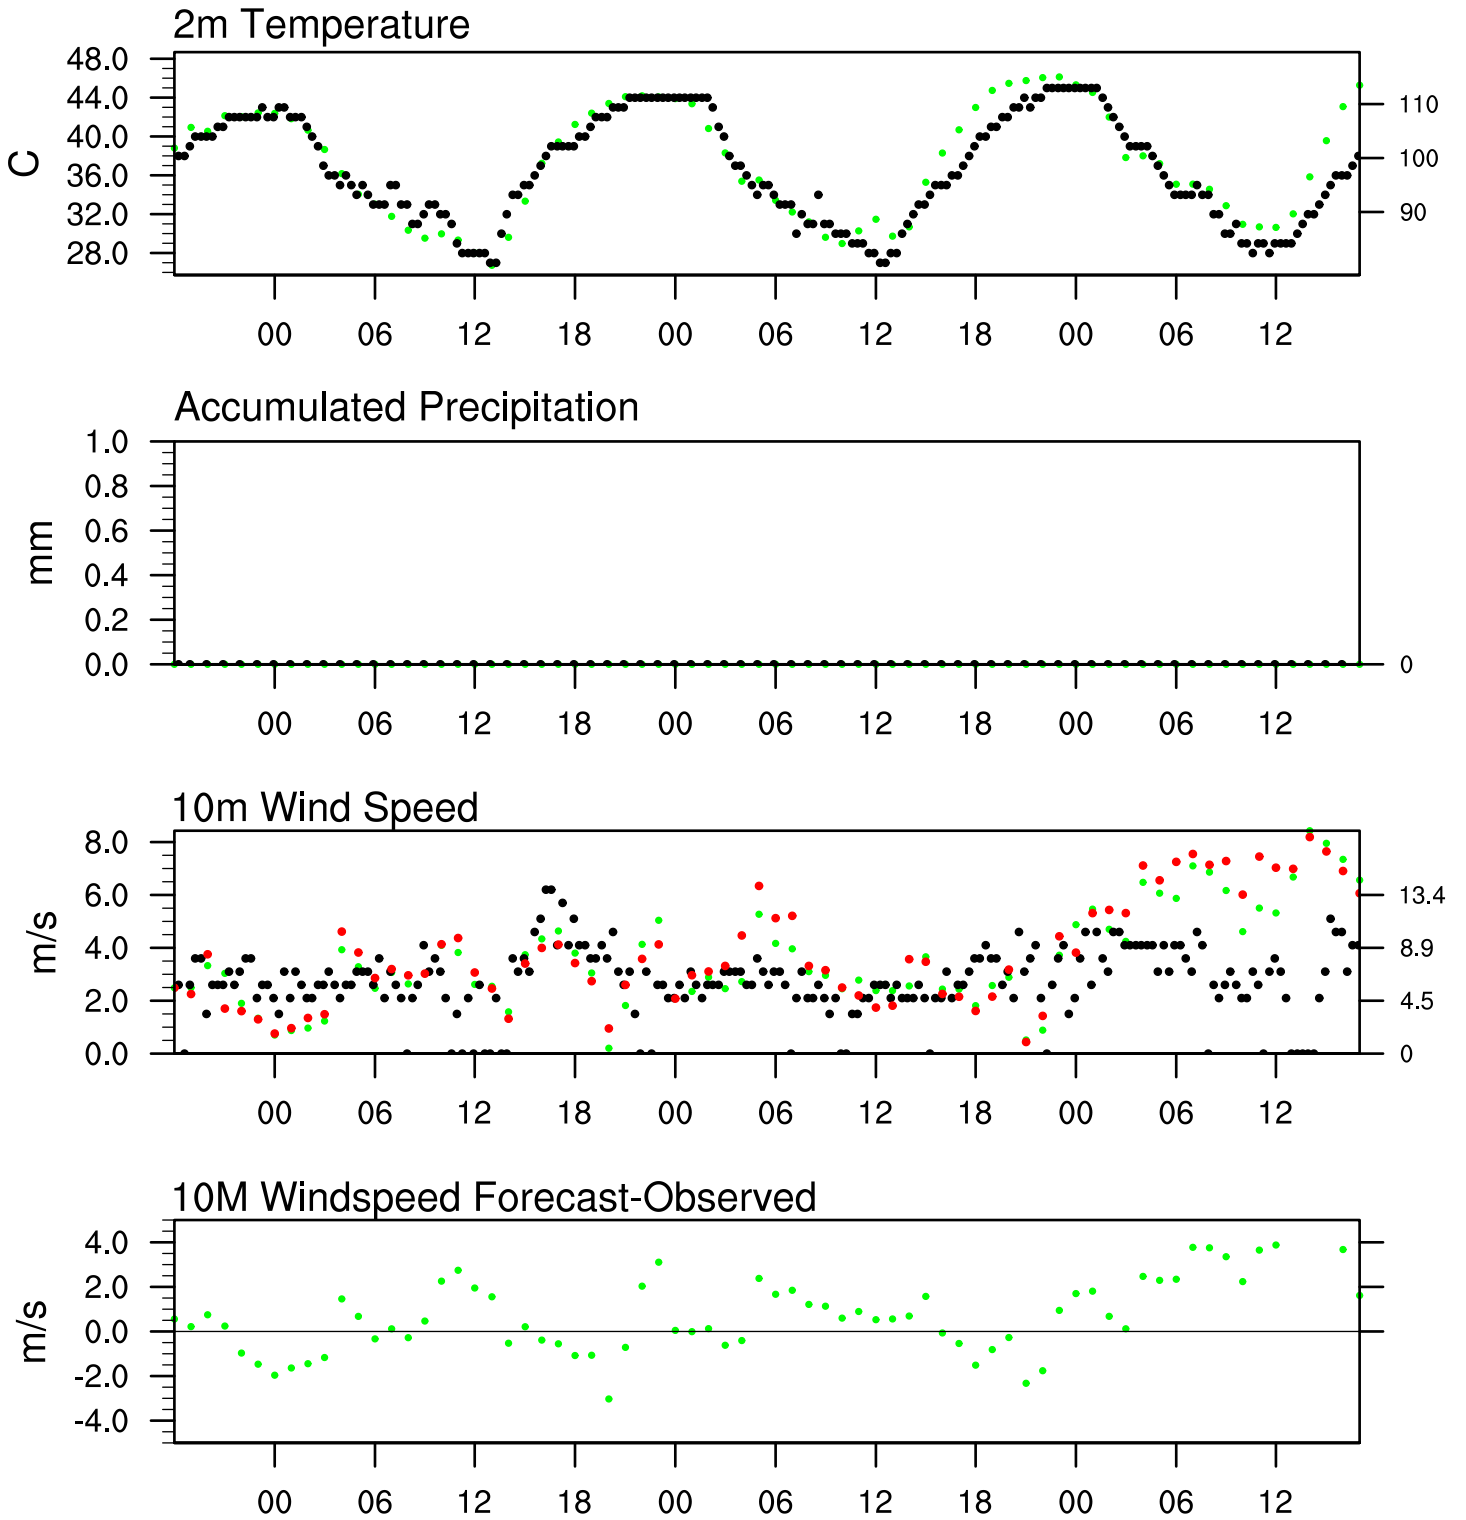 2m Temperature
48.0
44.0
40.0
36.0
32.0
28.0
C
110
100
90
00 06 12 18 00 06 12 18 00 06 12
Accumulated Precipitation
1.0
0.8
0.6
0.4
0.2
0.0
mm
0
00 06 12 18 00 06 12 18 00 06 12
10m Wind Speed
8.0
6.0
4.0
2.0
0.0
m/s
13.4
8.9
4.5
0
00 06 12 18 00 06 12 18 00 06 12
10M Windspeed Forecast-Observed
4.0
2.0
0.0
-2.0
-4.0
m/s
00 06 12 18 00 06 12 18 00 06 12